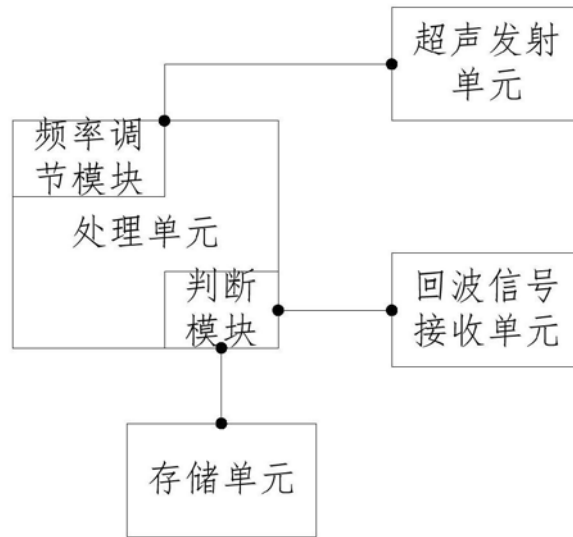 超声发射
单元
频率调
节模块
处理单元
判断
模块
回波信号
接收单元
存储单元